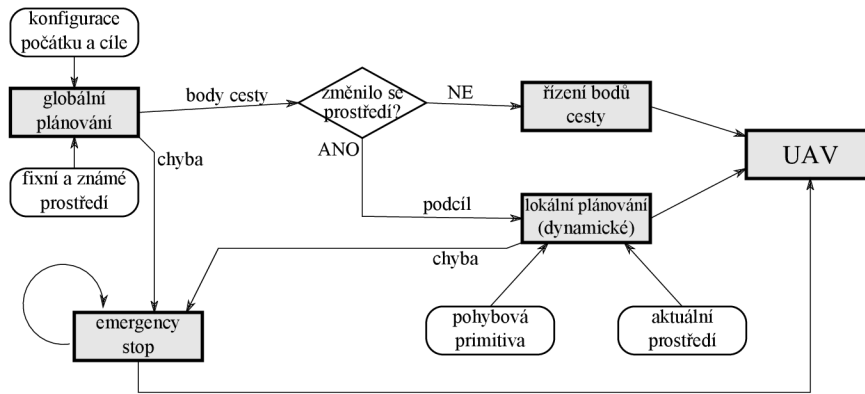 konfigurace
počátku a cíle
globální
plánování
body cesty
změnilo se
prostředí?
NE
řízení bodů
cesty
UAV
ANO
chyba
fixní a známé
prostředí
podcíl
lokální plánování
(dynamické)
chyba
emergency
stop
pohybová
primitiva
aktuální
prostředí